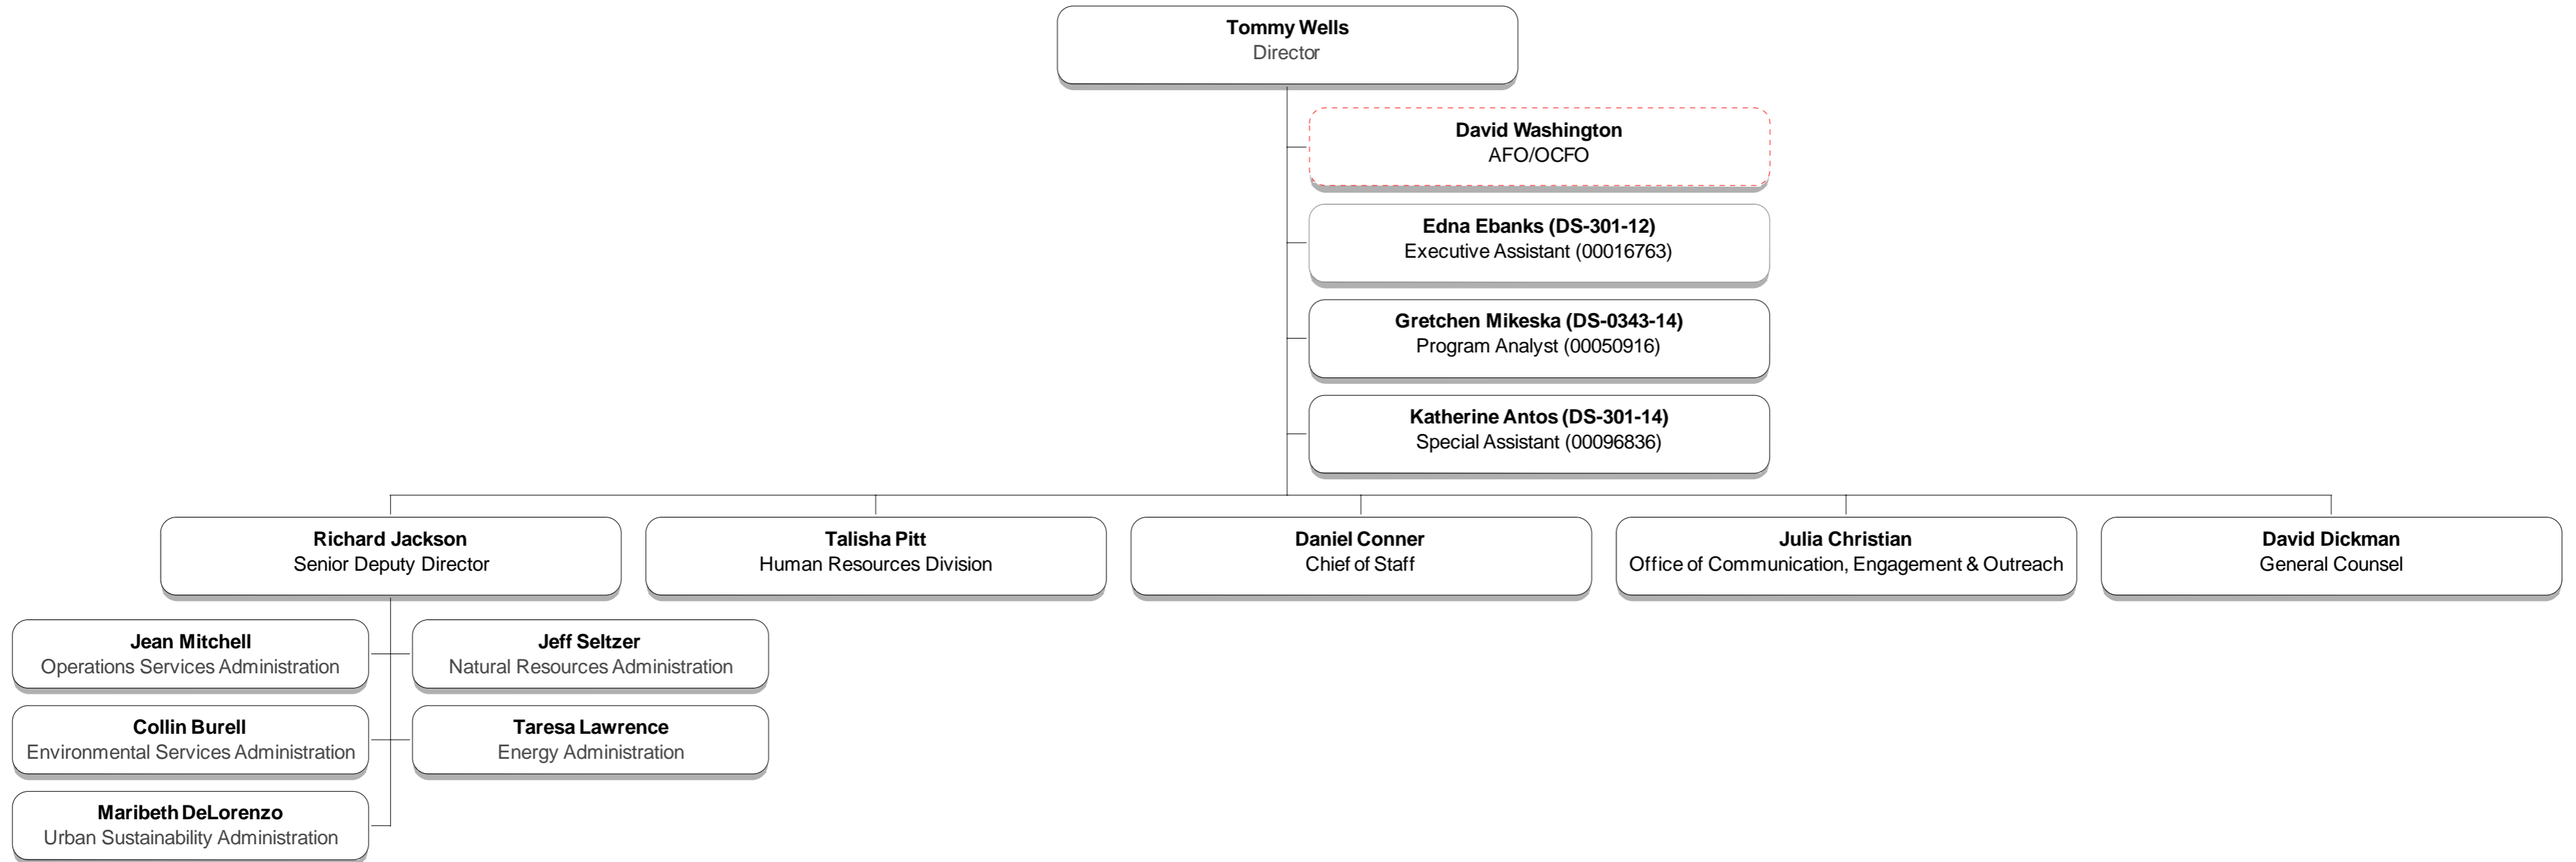 Tommy Wells
Director
David Washington
AFO/OCFO
Edna Ebanks (DS-301-12)
Executive Assistant (00016763)
Gretchen Mikeska (DS-0343-14)
Program Analyst (00050916)
Katherine Antos (DS-301-14)
Special Assistant (00096836)
Richard Jackson
Senior Deputy Director
Talisha Pitt
Human Resources Division
Daniel Conner
Chief of Staff
Julia Christian
Office of Communication, Engagement & Outreach
David Dickman
General Counsel
Jean Mitchell
Operations Services Administration
Jeff Seltzer
Natural Resources Administration
Collin Burell
Environmental Services Administration
Taresa Lawrence
Energy Administration
Maribeth DeLorenzo
Urban Sustainability Administration